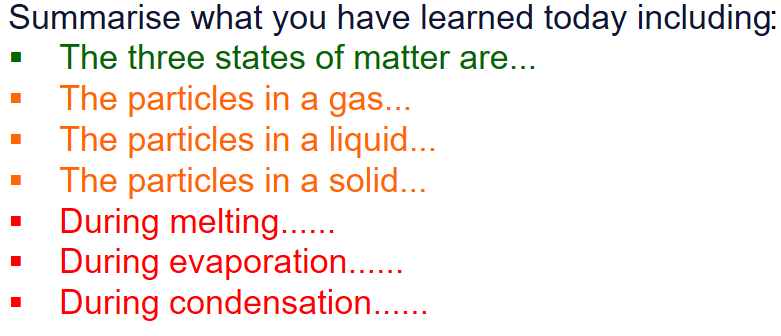 Summarise what you have learned today including:
▪ The three states of matter are...
▪ The particles in a gas...
▪ The particles in a liquid...
▪ The particles in a solid...
▪ During melting......
▪ During evaporation......
▪ During condensation......